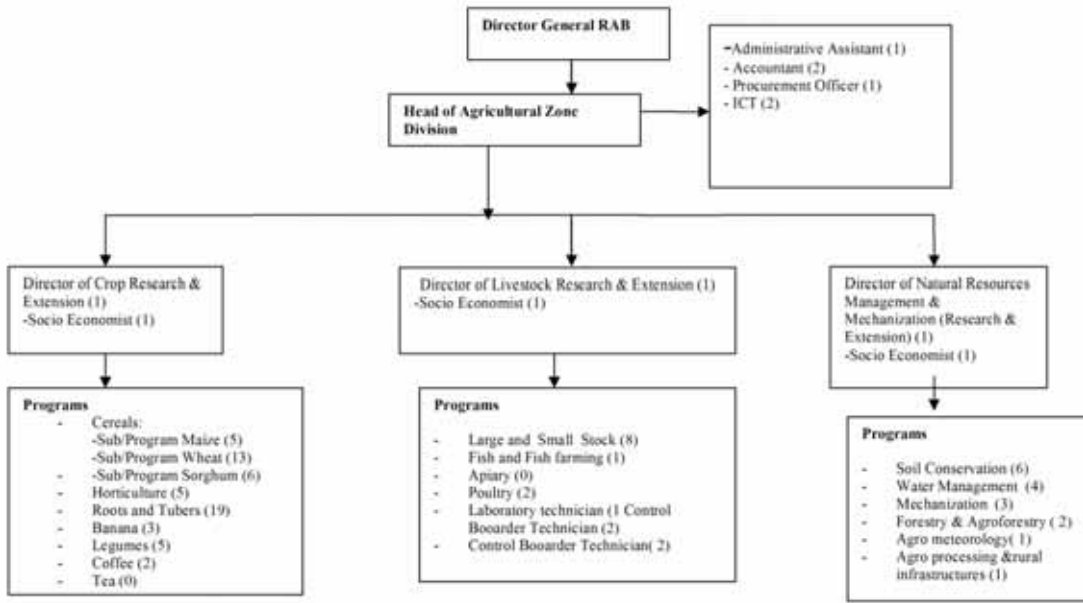 Director General RAB
-Administrative Assistant (1)
- Accountant (2)
- Procurement Officer (1)
- ICT (2)
Head of Agricultural Zone
Division
Director of Crop Research &
Extension (1)
-Socio Economist (1)
Director of Livestock Research & Extension (1)
-Socio Economist (1)
Director of Natural Resources
Management &
Mechanization (Research &
Extension) (1)
-Socio Economist (1)
Programs
- Cereals:
-Sub/Program Maize (5)
-Sub/Program Wheat (13)
- -Sub/Program Sorghum (6)
- Horticulture (5)
- Roots and Tubers (19)
- Banana (3)
- Legumes (5)
- Coffee (2)
- Tea (0)
Programs
- Large and Small Stock (8)
- Fish and Fish farming (1)
- Apiary (0)
- Poultry (2)
- Laboratory technician (1 Control
Booarder Technician (2)
- Control Booarder Technician( 2)
Programs
- Soil Conservation (6)
- Water Management (4)
- Mechanization (3)
- Forestry & Agroforestry ( 2)
- Agro meteorology( 1)
- Agro processing &rural
infrastructures (1)